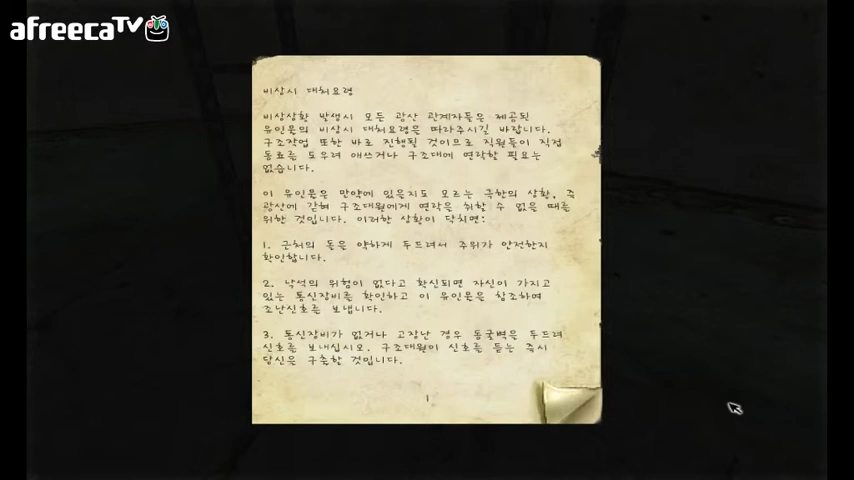 afreecaTV
비상시 대처요령
비상상황 발생시 모든 광산 관계자들은 제공된
유인물의 비상시 대처요령을 따라주시길 바랍니다.
구조작업 또한 바로 진행될 것이므로 직원들이 직접
동료를 도우려 애쓰거나 구조대에 연락할 필요는
없습니다.
이 유인물은 만약에 있을지도 모르는 극한의 상황, 즉
광산에 갇혀 구조대원에게 연락을 취할 수 없을 때를
위한 것입니다. 이러한 상황이 닥치면:
1. 근처의 돌을 약하게 두드려서 주위가 안전한지
확인합니다.
2. 낙석의 위험이 없다고 확신되면 자신이 가지고
있는 통신장비를 확인하고 이 유인물을 참조하여
조난신호를 보냅니다.
3. 통신장비가 없거나 고장난 경우 동굴벽을 두드려
신호를 보내십시오. 구조대원이 신호를 듣는 즉시
당신을 구출할 것입니다.
1